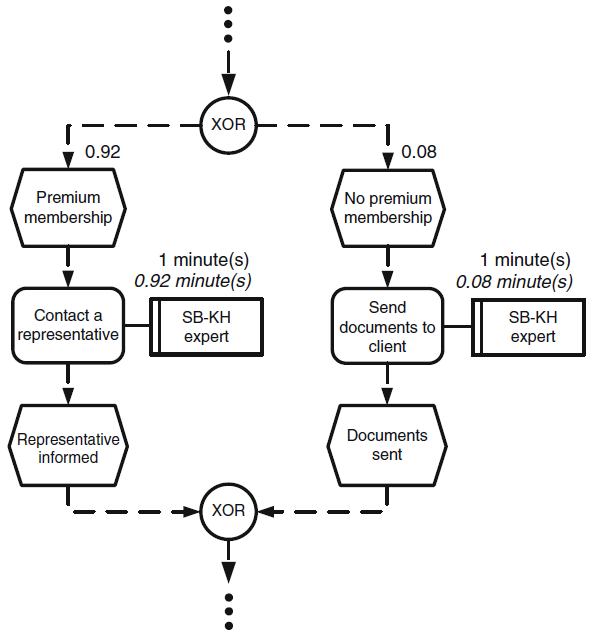 XOR
0.92
0.08
Premium
membership
No premium
membership
1 minute(s)
0.92 minute(s)
1 minute(s)
0.08 minute(s)
Contact a
representative
SB-KH
expert
Send
documents to
client
SB-KH
expert
Representative
informed
Documents
sent
XOR